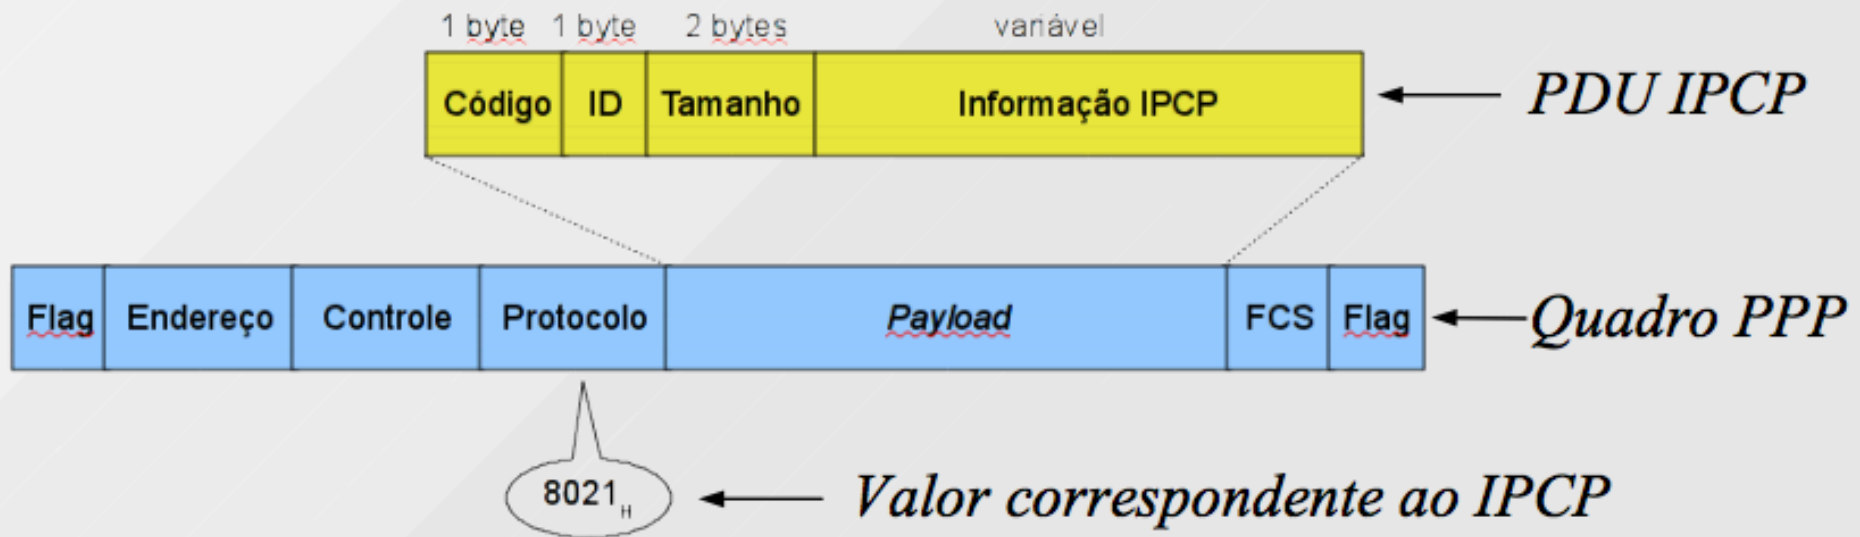 1 byte 1 byte 2 bytes variável
Código ID Tamanho Informação IPCP PDU IPCP
Flag Endereço Controle Protocolo Payload FCS Flag Quadro PPP
8021H Valor correspondente ao IPCP